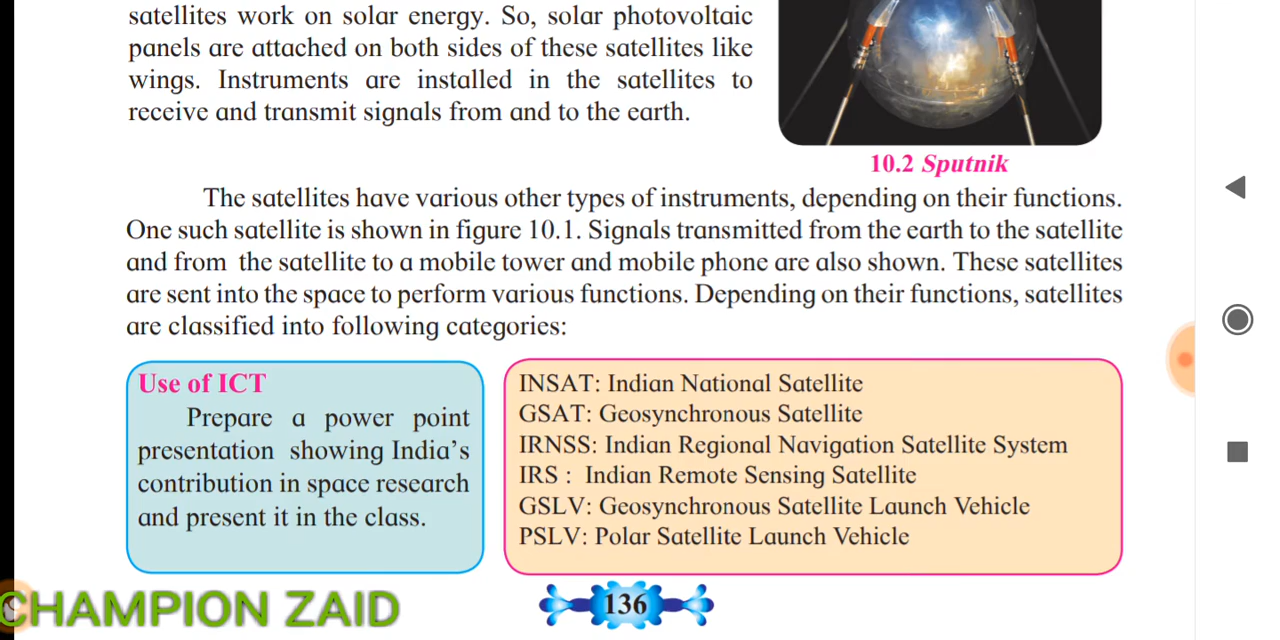 satellites work on solar energy. So, solar photovoltaic
panels are attached on both sides of these satellites like
wings. Instruments are installed in the satellites to
receive and transmit signals from and to the earth.
10.2 Sputnik
The satellites have various other types of instruments, depending on their functions.
One such satellite is shown in figure 10.1. Signals transmitted from the earth to the satellite
and from the satellite to a mobile tower and mobile phone are also shown. These satellites
are sent into the space to perform various functions. Depending on their functions, satellites
are classified into following categories:
Use of ICT
Prepare a power point
presentation showing India's
contribution in space research
and present it in the class.
INSAT: Indian National Satellite
GSAT: Geosynchronous Satellite
IRNSS: Indian Regional Navigation Satellite System
IRS : Indian Remote Sensing Satellite
GSLV: Geosynchronous Satellite Launch Vehicle
PSLV: Polar Satellite Launch Vehicle
136
CHAMPION ZAID